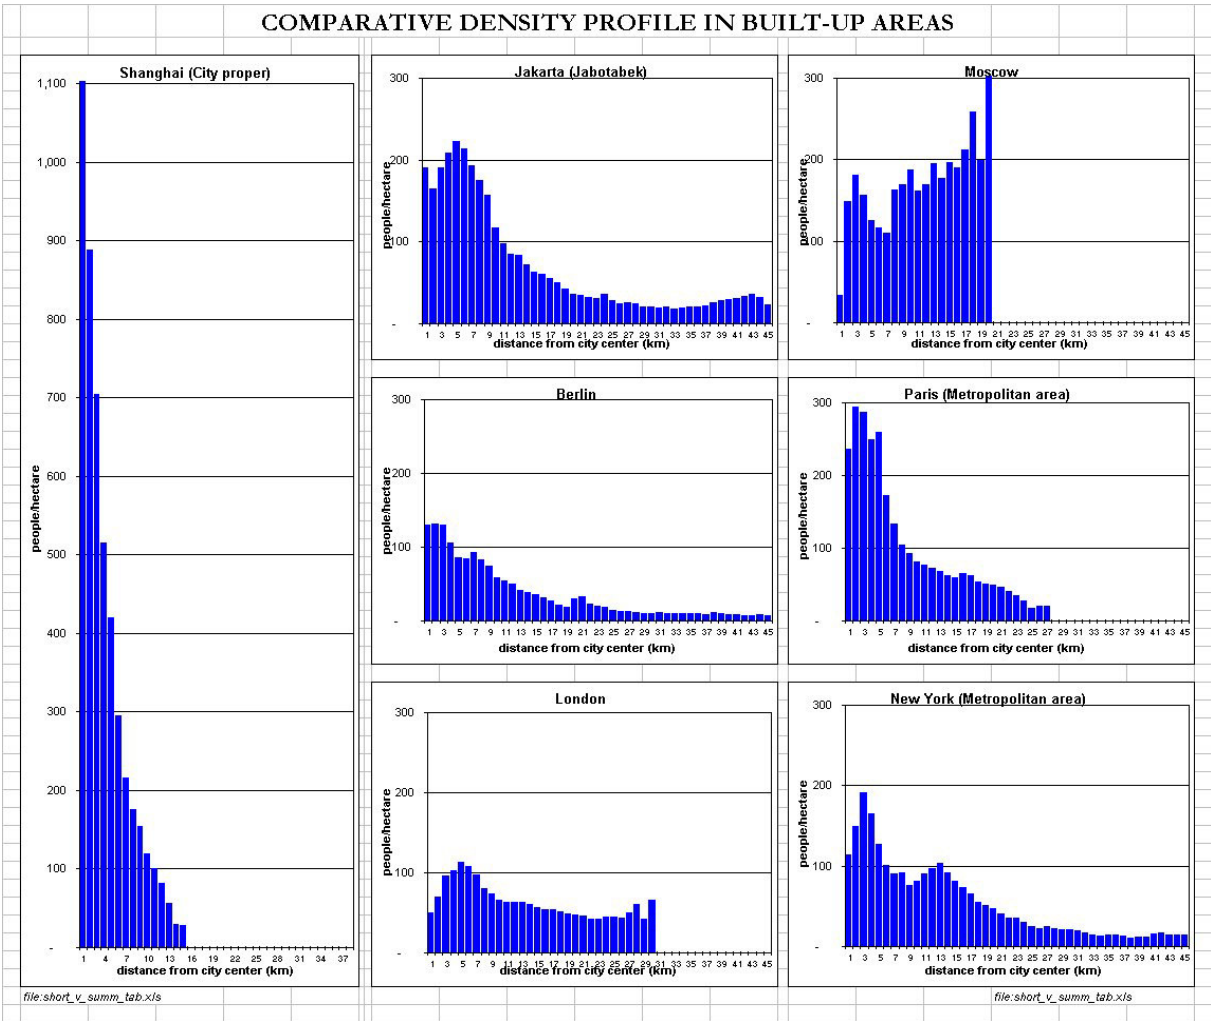 COMPARATIVE DENSITY PROFILE IN BUILT-UP AREAS
Shanghai (City proper)
1,100
1,000
900
800
700
600
500
400
300
200
100
-
people/hectare
1 4 7 10 13 16 19 22 25 28 31 34 37
distance from city center (km)
Jakarta (Jabotabek)
300
200
100
-
people/hectare
1 3 5 7 9 11 13 15 17 19 21 23 25 27 29 31 33 35 37 39 41 43 45
distance from city center (km)
Moscow
300
200
100
-
people/hectare
1 3 5 7 9 11 13 15 17 19 21 23 25 27 29 31 33 35 37 39 41 43 45
distance from city center (km)
Berlin
300
200
100
-
people/hectare
1 3 5 7 9 11 13 15 17 19 21 23 25 27 29 31 33 35 37 39 41 43 45
distance from city center (km)
Paris (Metropolitan area)
300
200
100
-
people/hectare
1 3 5 7 9 11 13 15 17 19 21 23 25 27 29 31 33 35 37 39 41 43 45
distance from city center (km)
London
300
200
100
-
people/hectare
1 3 5 7 9 11 13 15 17 19 21 23 25 27 29 31 33 35 37 39 41 43 45
distance from city center (km)
New York (Metropolitan area)
300
200
100
-
people/hectare
1 3 5 7 9 11 13 15 17 19 21 23 25 27 29 31 33 35 37 39 41 43 45
distance from city center (km)
file:short_v_summ_tab.xls
file:short_v_summ_tab.xls